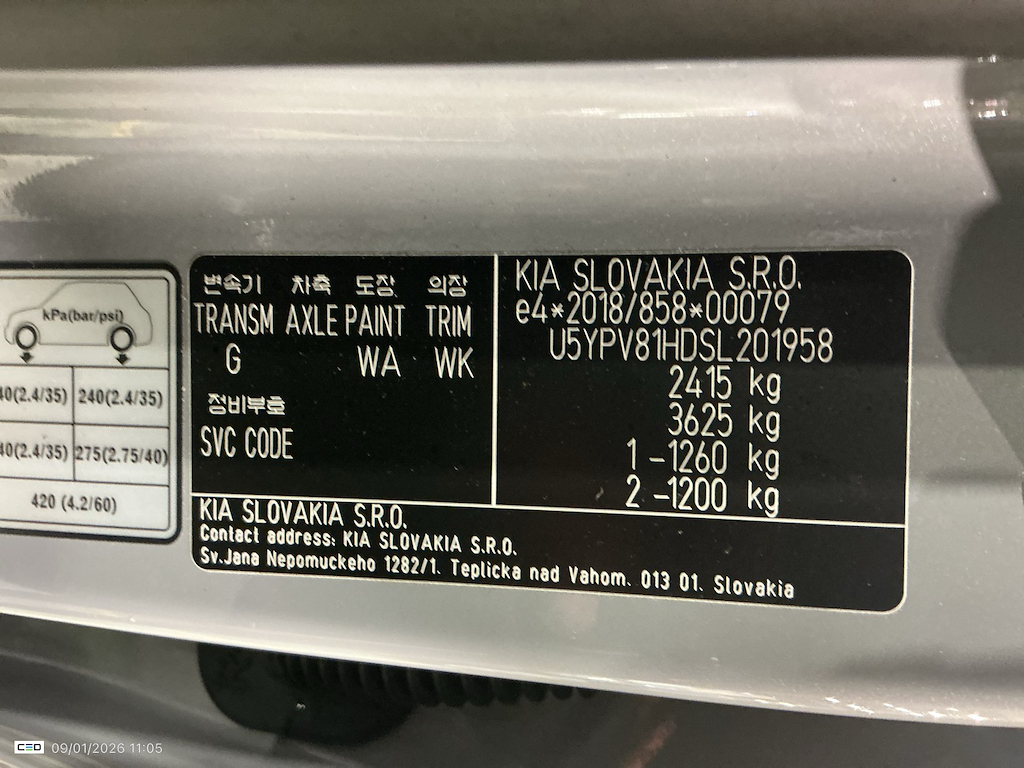 kPa(bar/psi)
40(2.4/35) 240(2.4/35)
40(2.4/35) 275(2.75/40)
420 (4.2/60)
변속기 차축 도장 의장
TRANSM AXLE PAINT TRIM
G WA WK
정비부호
SVC CODE
KIA SLOVAKIA S.R.O.
e4*2018/858*00079
U5YPV81HDSL201958
2415 kg
3625 kg
1 -1260 kg
2 -1200 kg
KIA SLOVAKIA S.R.O.
Contact address: KIA SLOVAKIA S.R.O.
Sv.Jana Nepomuckeho 1282/1. Teplicka nad Vahom. 013 01. Slovakia
CEO 09/01/2026 11:05